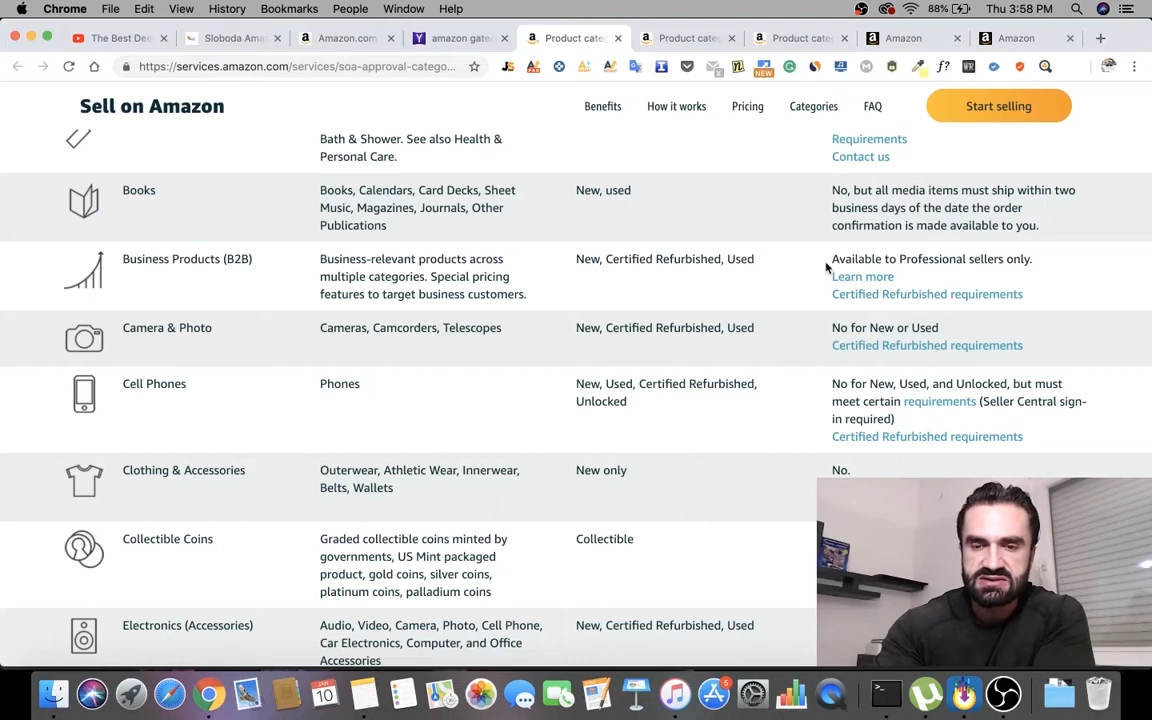 Chrome File Edit View History Bookmarks People Window Help 88% Thu 3:58 PM
The Best Dee Sloboda Ama Amazon.com amazon gate Product cate Product cate Product cate Amazon Amazon
https://services.amazon.com/services/soa-approval-catego...
Sell on Amazon Benefits How it works Pricing Categories FAQ Start selling
Bath & Shower. See also Health & Requirements
Personal Care. Contact us
Books Books, Calendars, Card Decks, Sheet New, used No, but all media items must ship within two
Music, Magazines, Journals, Other business days of the date the order
Publications confirmation is made available to you.
Business Products (B2B) Business-relevant products across New, Certified Refurbished, Used Available to Professional sellers only.
multiple categories. Special pricing Learn more
features to target business customers. Certified Refurbished requirements
Camera & Photo Cameras, Camcorders, Telescopes New, Certified Refurbished, Used No for New or Used
Certified Refurbished requirements
Cell Phones Phones New, Used, Certified Refurbished, No for New, Used, and Unlocked, but must
Unlocked meet certain requirements (Seller Central sign-
in required)
Certified Refurbished requirements
Clothing & Accessories Outerwear, Athletic Wear, Innerwear, New only No.
Belts, Wallets
Collectible Coins Graded collectible coins minted by Collectible
governments, US Mint packaged
product, gold coins, silver coins,
platinum coins, palladium coins
Electronics (Accessories) Audio, Video, Camera, Photo, Cell Phone, New, Certified Refurbished, Used
Car Electronics, Computer, and Office
Accessories
JAN
10
5